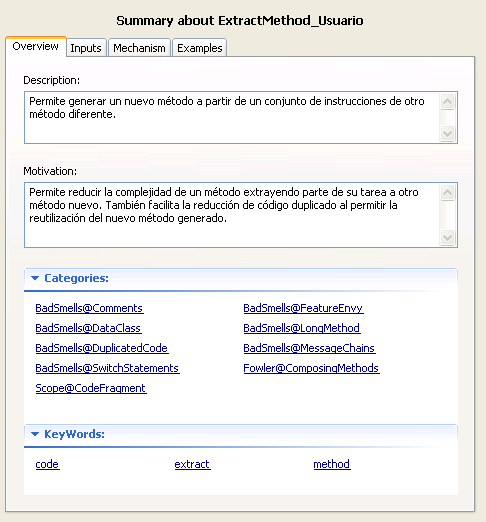 Summary about ExtractMethod_Usuario
Overview Inputs Mechanism Examples
Description:
Permite generar un nuevo método a partir de un conjunto de instrucciones de otro
método diferente.
Motivation:
Permite reducir la complejidad de un método extrayendo parte de su tarea a otro
método nuevo. También facilita la reducción de código duplicado al permitir la
reutilización del nuevo método generado.
Categories:
BadSmells@Comments BadSmells@FeatureEnvy
BadSmells@DataClass BadSmells@LongMethod
BadSmells@DuplicatedCode BadSmells@MessageChains
BadSmells@SwitchStatements Fowler@ComposingMethods
Scope@CodeFragment
KeyWords:
code extract method